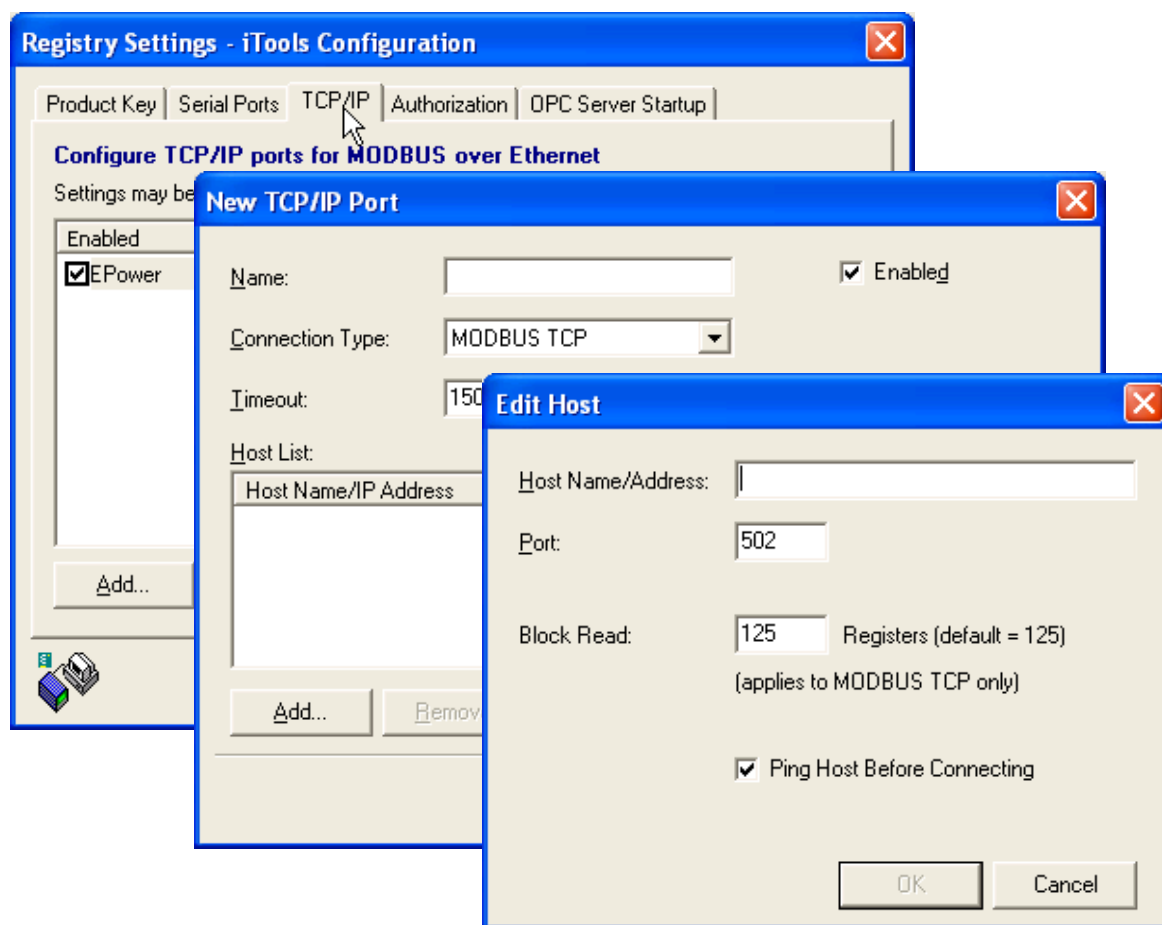 Registry Settings - iTools Configuration
Product Key Serial Ports TCP/IP Authorization OPC Server Startup
Configure TCP/IP ports for MODBUS over Ethernet
Settings may be
Enabled
EPower
Add...
New TCP/IP Port
Name:
Enabled
Connection Type: MODBUS TCP
Timeout: 150
Host List:
Host Name/IP Address
Add... Remov
Edit Host
Host Name/Address:
Port: 502
Block Read: 125 Registers (default = 125)
(applies to MODBUS TCP only)
Ping Host Before Connecting
OK Cancel